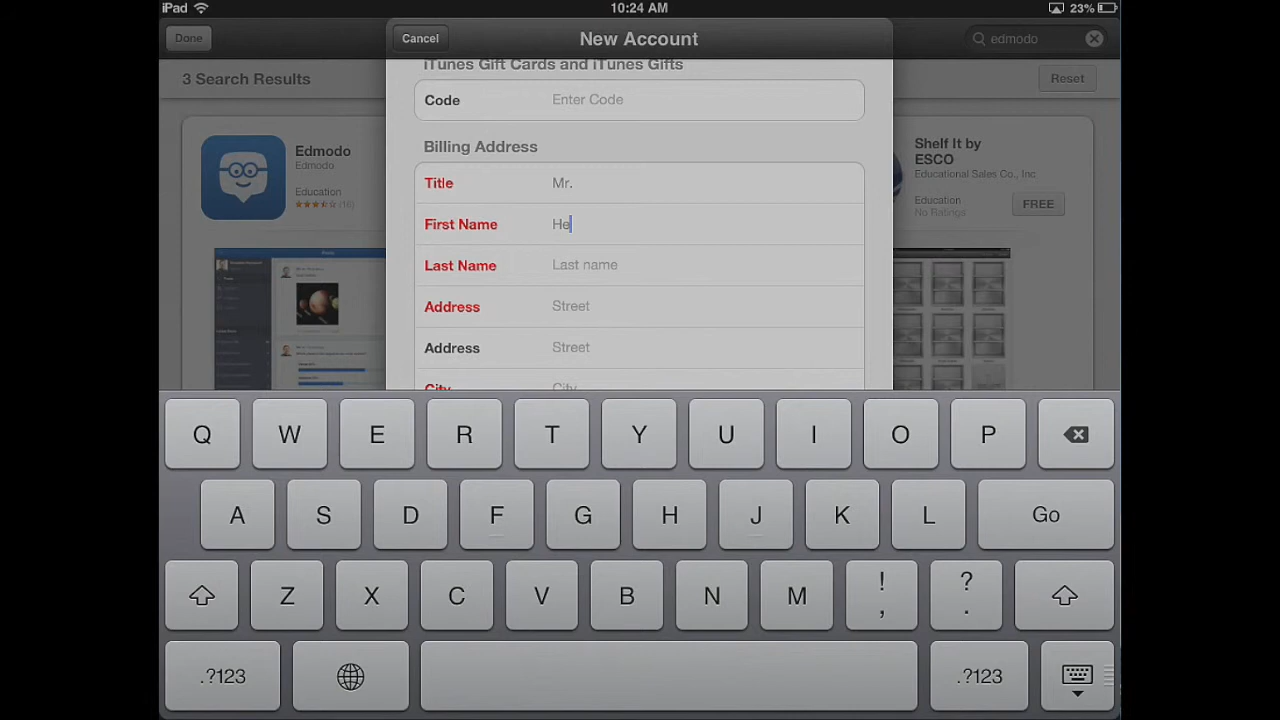 iPad 10:24 AM 23%
Done Cancel New Account edmodo
3 Search Results Reset
iTunes Gift Cards and iTunes Gifts
Code Enter Code
Billing Address
Title Mr.
First Name He
Last Name Last name
Address Street
Address Street
City City
Edmodo
Edmodo
Education
(16)
Shelf It by
ESCO
Educational Sales Co., Inc
Education
No Ratings
FREE
Q W E R T Y U I O P
A S D F G H J K L Go
Z X C V B N M ! , ? .
.?123 .?123